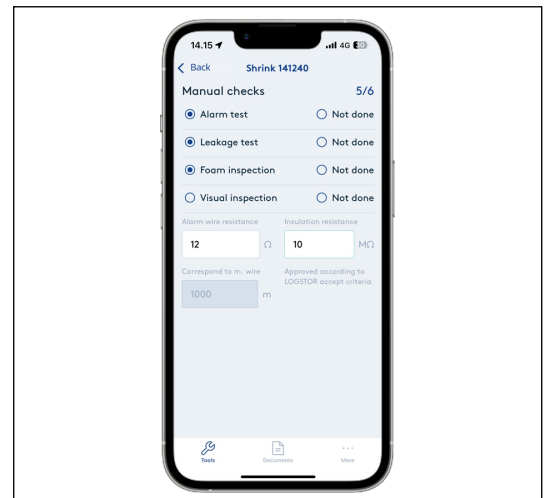 14.15 4G
Back Shrink 141240
Manual checks 5/6
Alarm test Not done
Leakage test Not done
Foam inspection Not done
Visual inspection Not done
Alarm wire resistance Insulation resistance
12 Ω 10 MΩ
Correspond to m. wire Approved according to
LOGSTOR accept criteria
1000 m
Tools Documents More